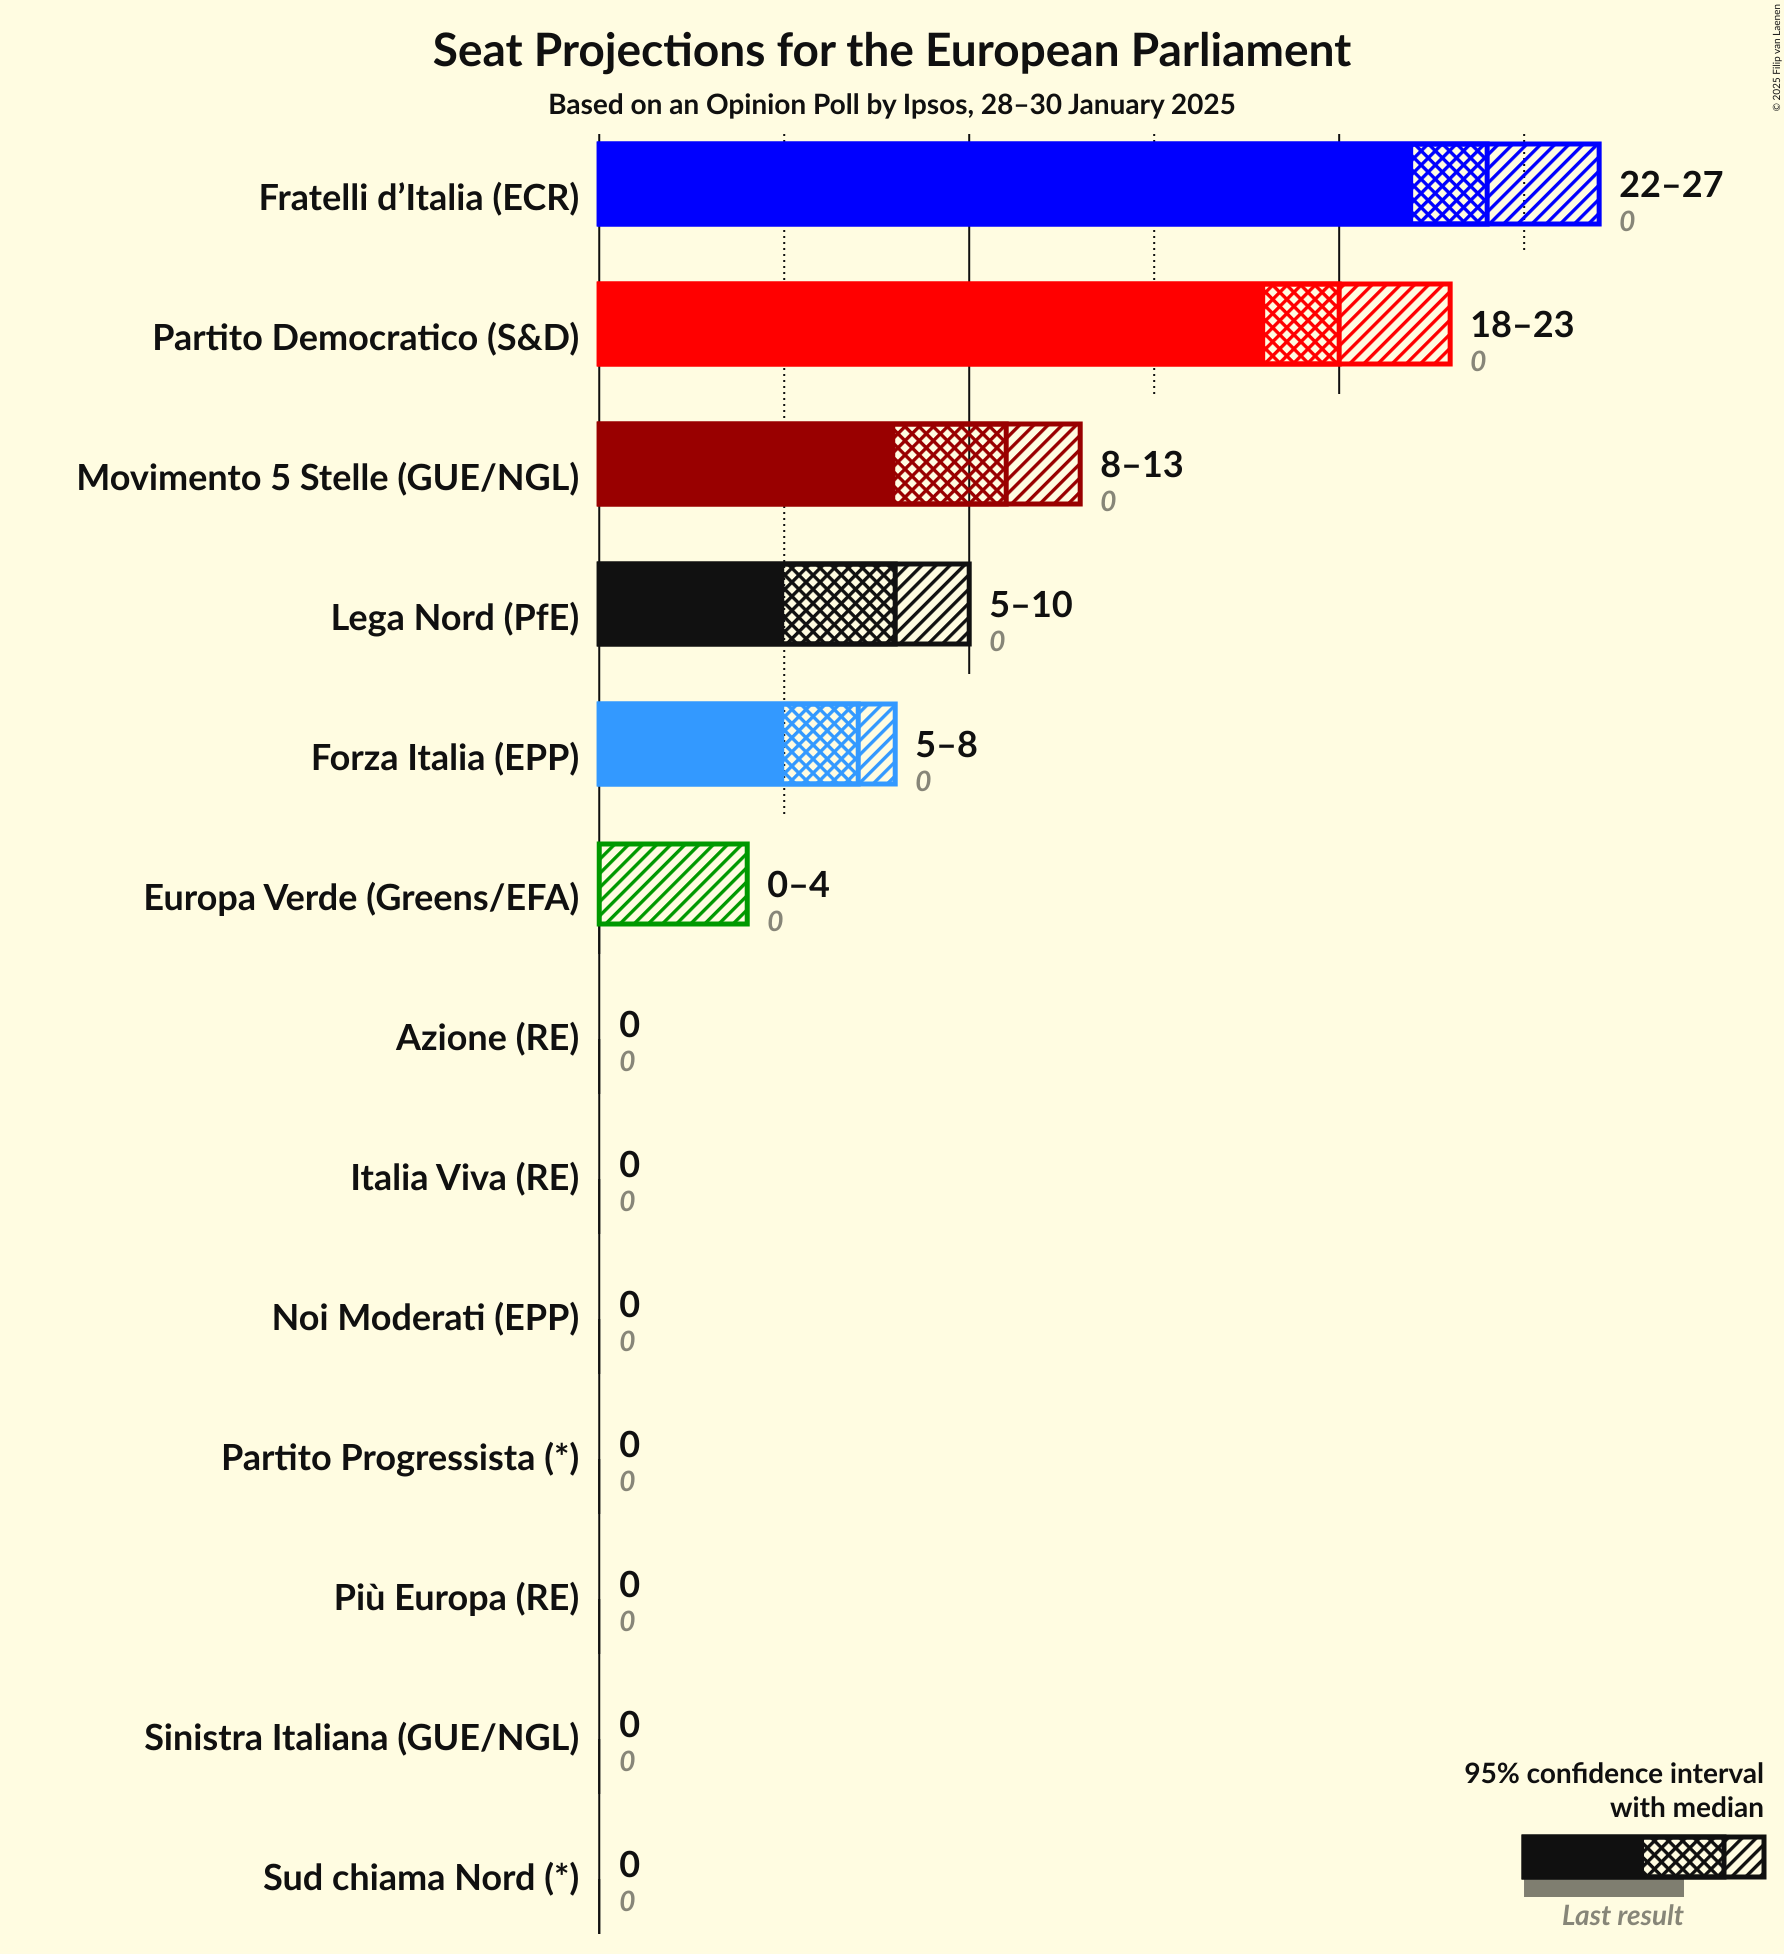 Seat Projections for the European Parliament
Based on an Opinion Poll by Ipsos, 28–30 January 2025
© 2025 Filip van Laenen
Fratelli d’Italia (ECR)
22–27
0
Partito Democratico (S&D)
18–23
0
Movimento 5 Stelle (GUE/NGL)
8–13
0
Lega Nord (PfE)
5–10
0
Forza Italia (EPP)
5–8
0
Europa Verde (Greens/EFA)
0–4
0
Azione (RE)
0
0
Italia Viva (RE)
0
0
Noi Moderati (EPP)
0
0
Partito Progressista (*)
0
0
Più Europa (RE)
0
0
Sinistra Italiana (GUE/NGL)
0
0
Sud chiama Nord (*)
0
0
95% confidence interval
with median
Last result